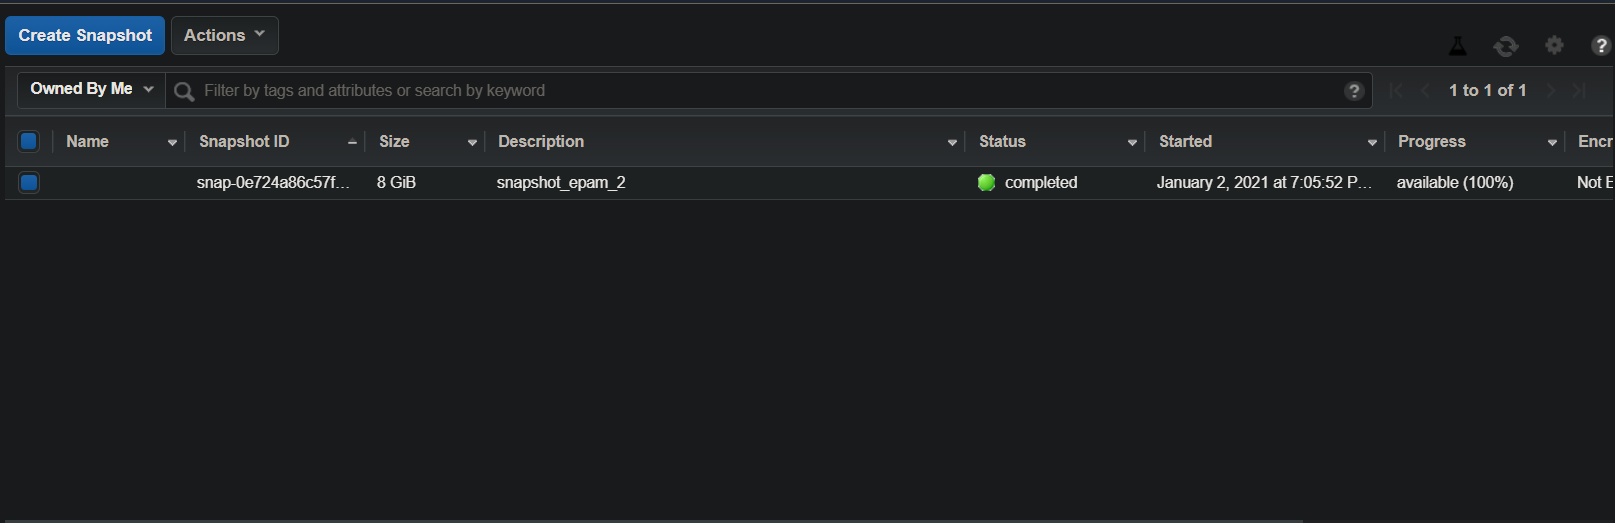 Create Snapshot Actions
?
Owned By Me Filter by tags and attributes or search by keyword ? 1 to 1 of 1
Name Snapshot ID Size Description Status Started Progress Encr
snap-0e724a86c57f... 8 GiB snapshot_epam_2 completed January 2, 2021 at 7:05:52 P... available (100%) Not E